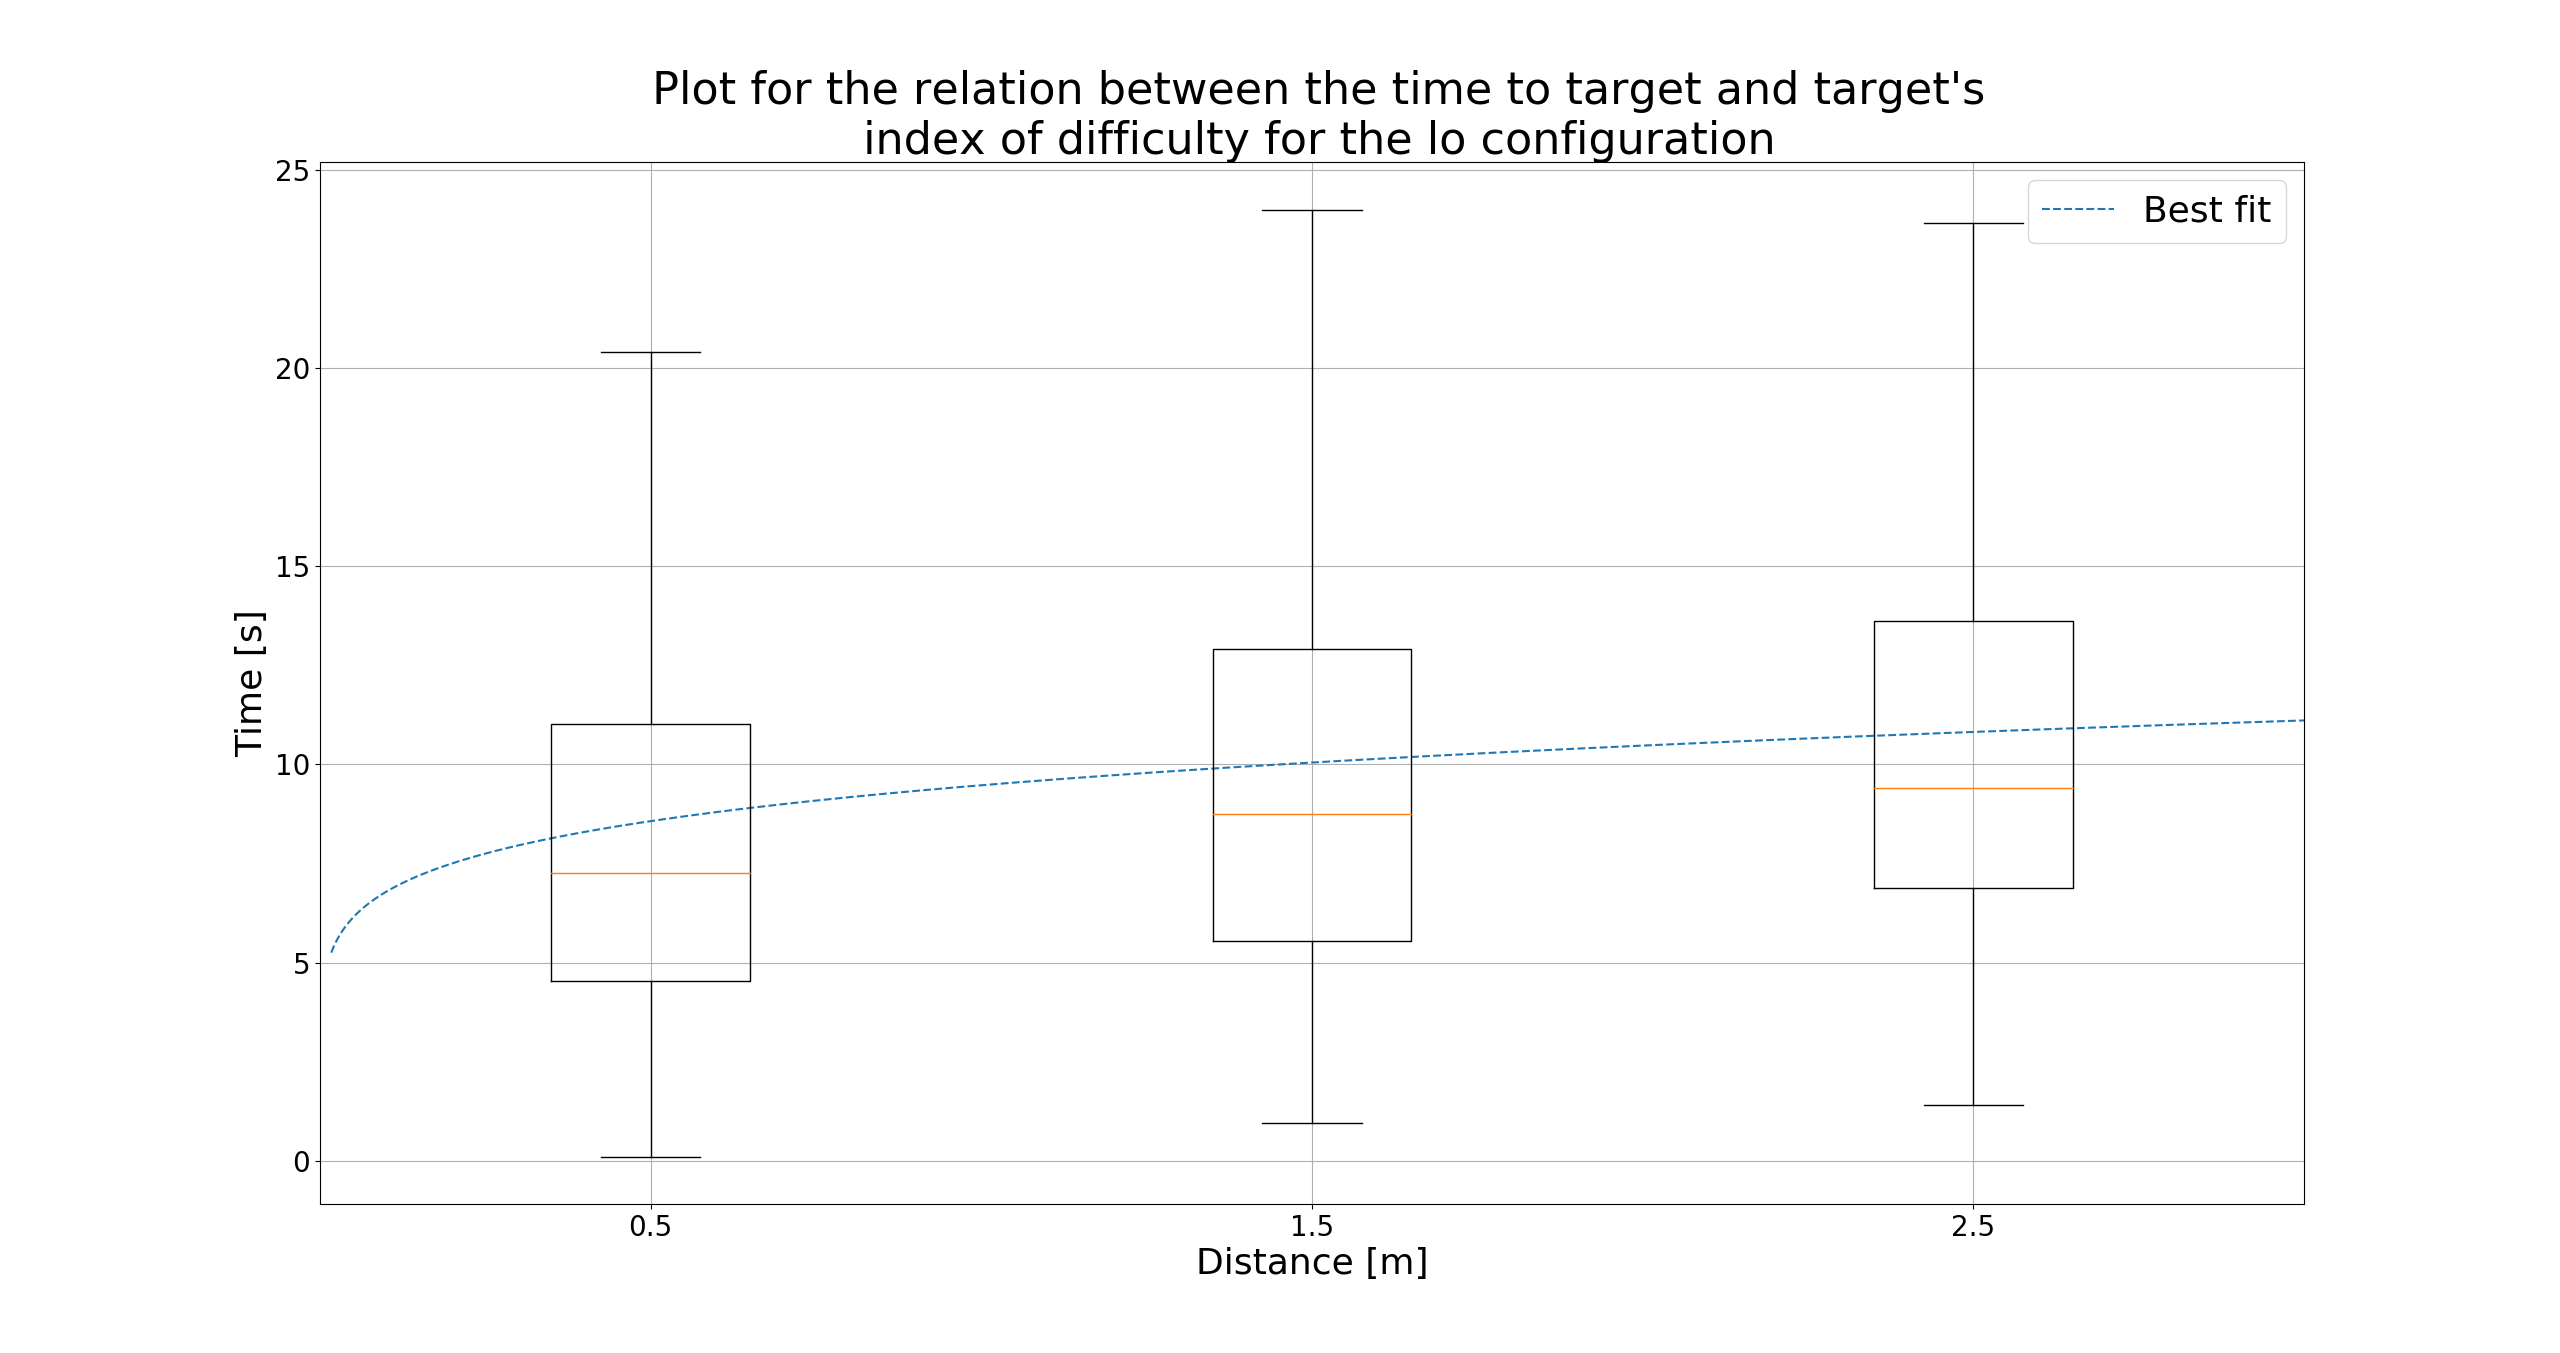 Plot for the relation between the time to target and target's
index of difficulty for the lo configuration
Best fit
Time [s]
25
20
15
10
5
0
0.5 1.5 2.5
Distance [m]